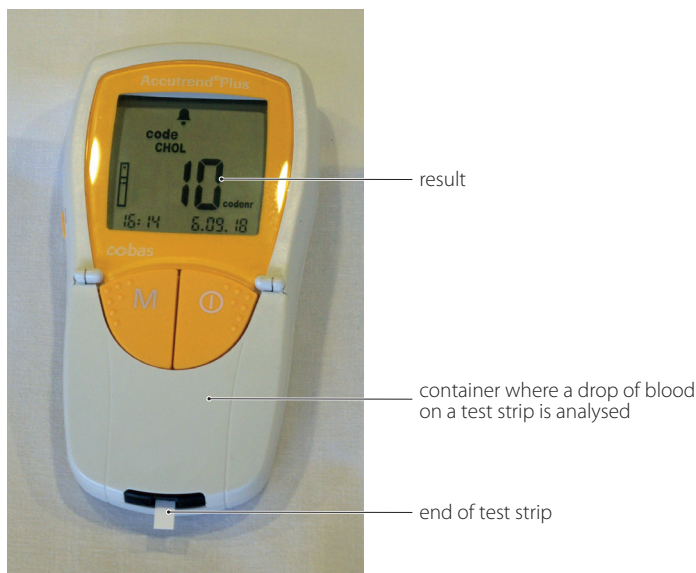 Accutrend®Plus
code
CHOL
10
codenr
16:14 6.09.18
cobas
M
result
container where a drop of blood
on a test strip is analysed
end of test strip